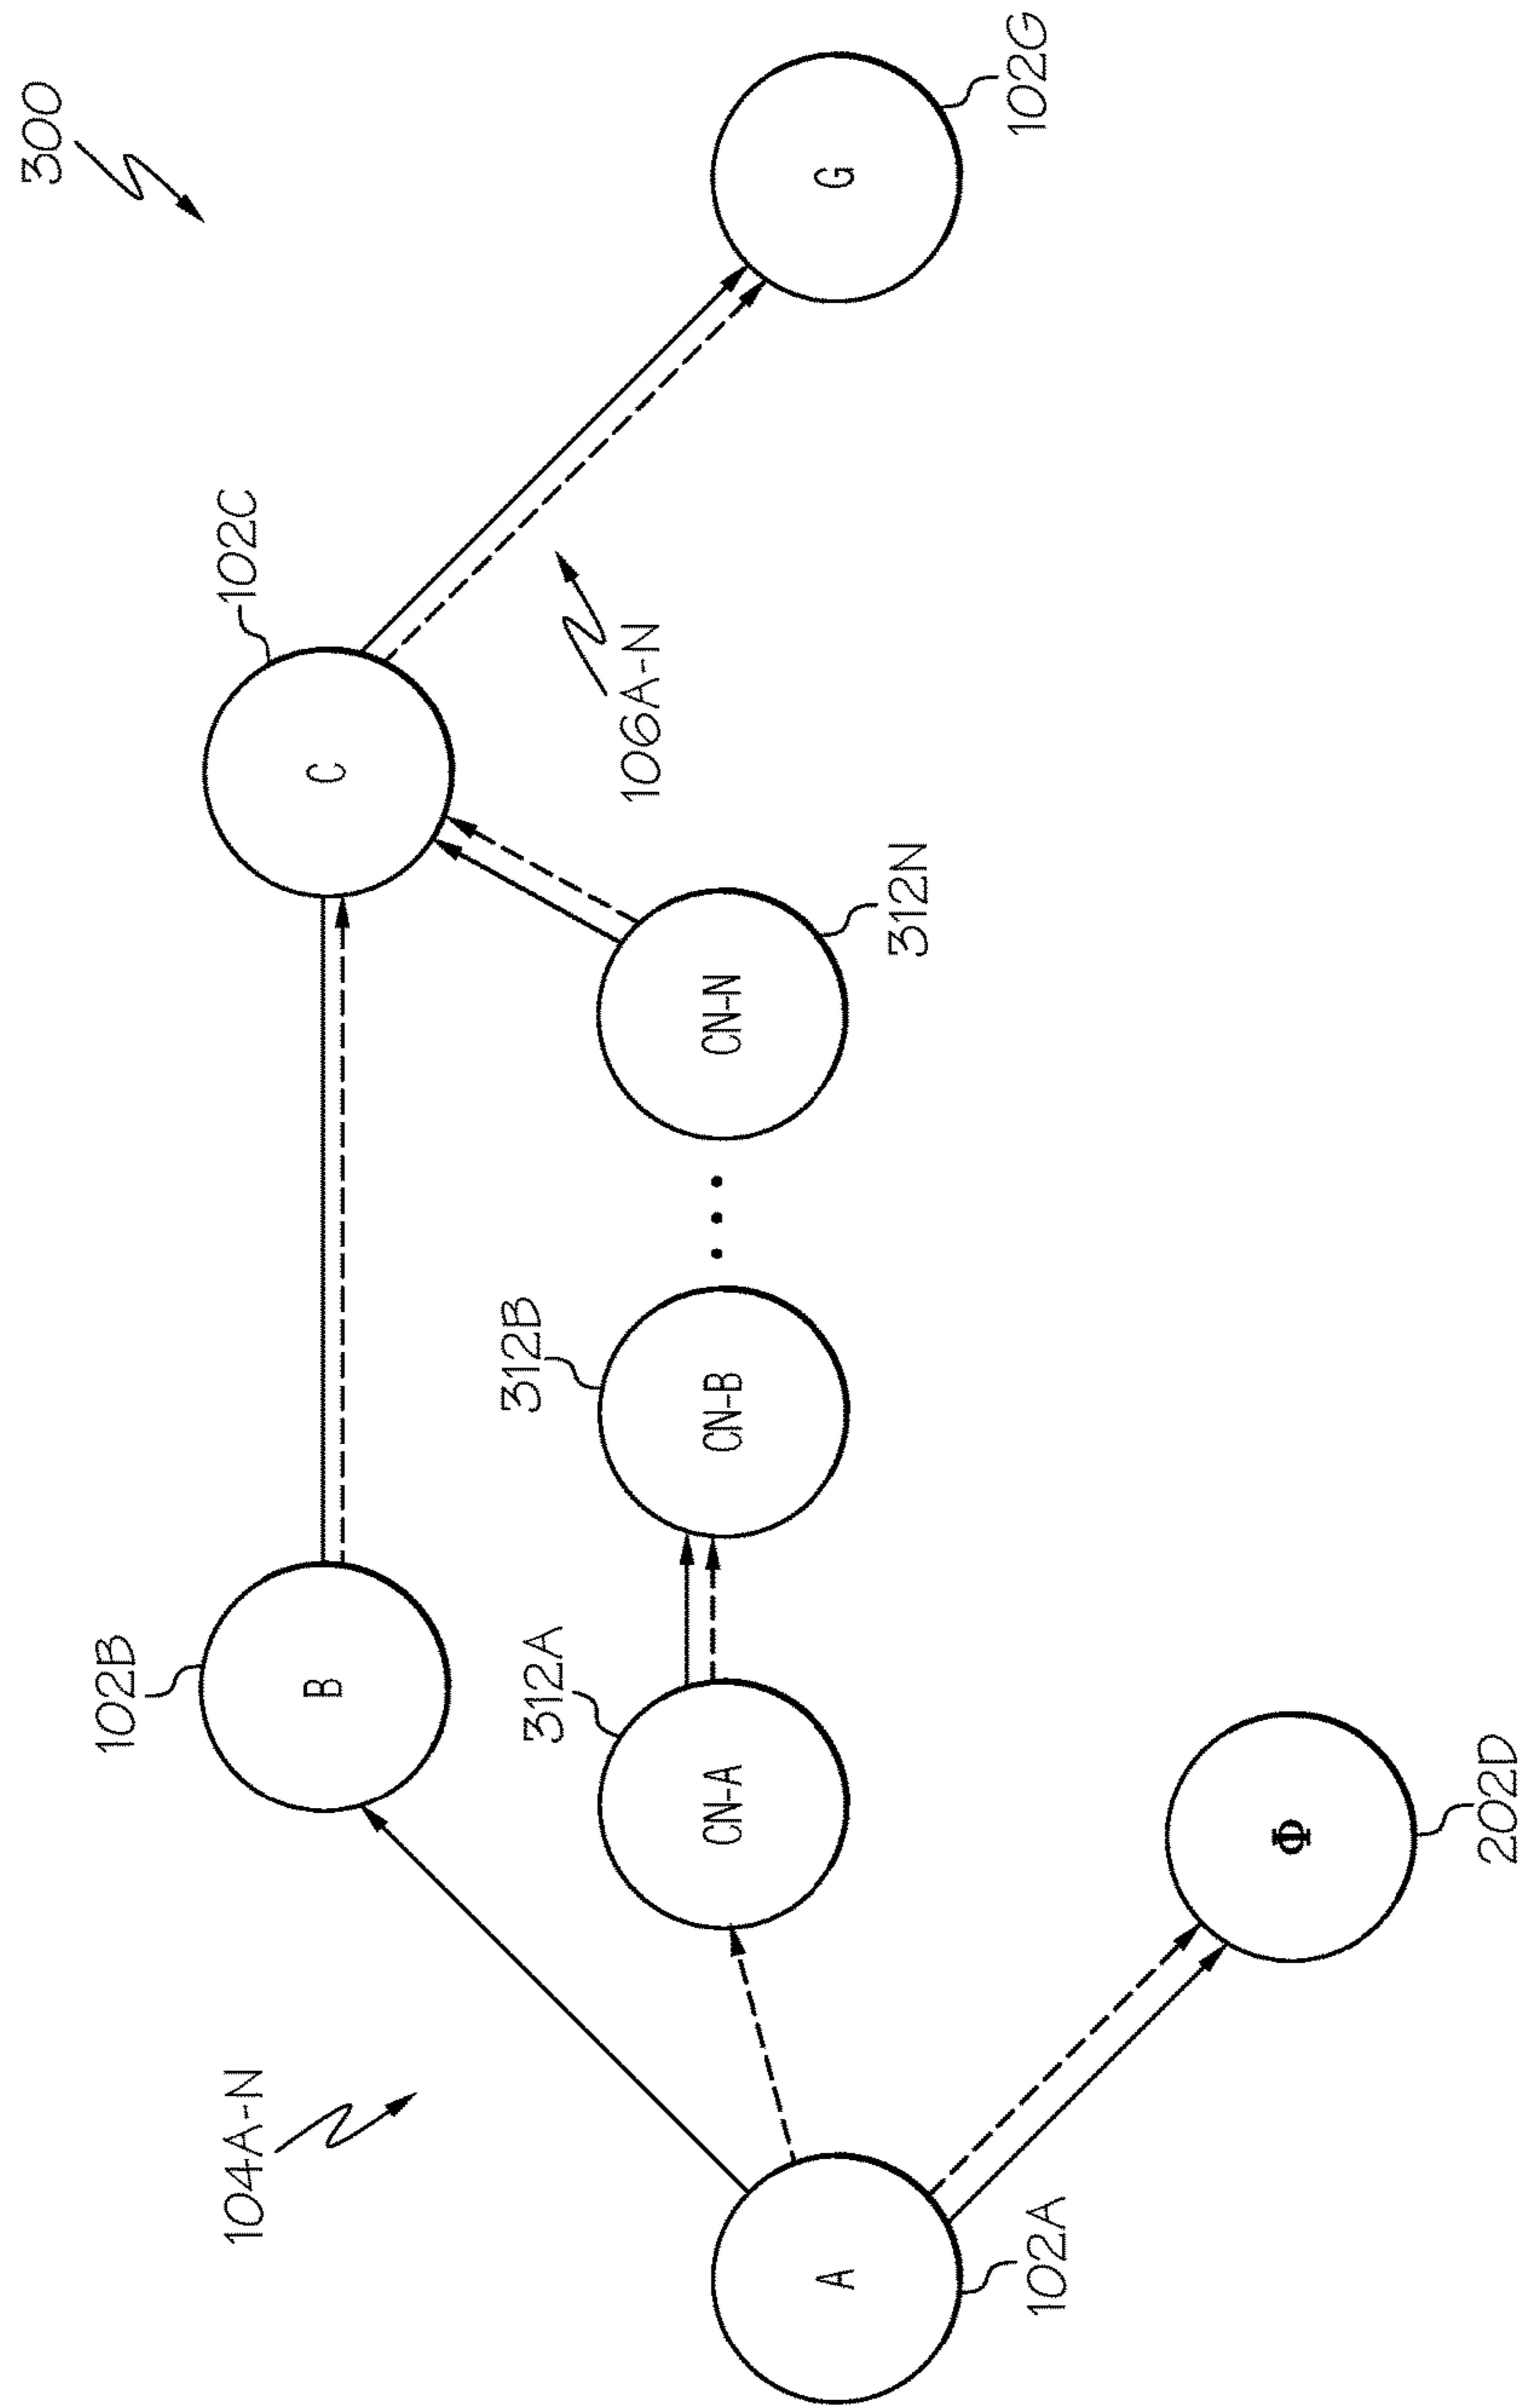 300
104A-N
102B
B
102C
C
312A
CN-A
312B
CN-B
• • •
CN-N
312N
106A-N
A
102A
Φ
202D
G
102G